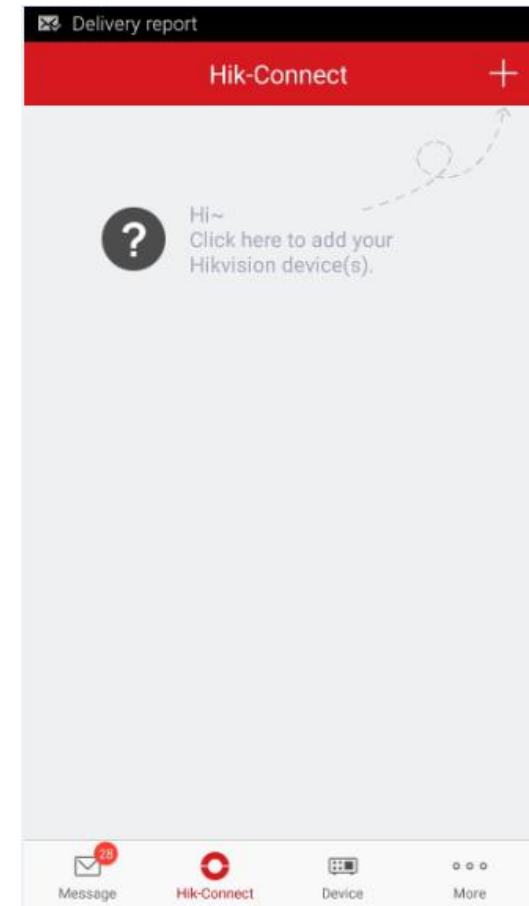 Delivery report
Hik-Connect
Hi~
Click here to add your
Hikvision device(s).
28
Message
Hik-Connect
Device
More